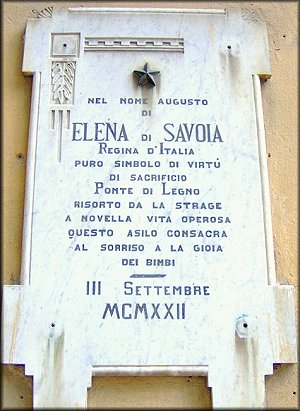 NEL NOME AUGUSTO
DI
ELENA DI SAVOIA
REGINA D'ITALIA
PURO SIMBOLO DI VIRTÚ
DI SACRIFICIO
PONTE DI LEGNO
RISORTO DA LA STRAGE
A NOVELLA VITA OPEROSA
QUESTO ASILO CONSACRA
AL SORRISO A LA GIOIA
DEI BIMBI
III SETTEMBRE
MCMXXII